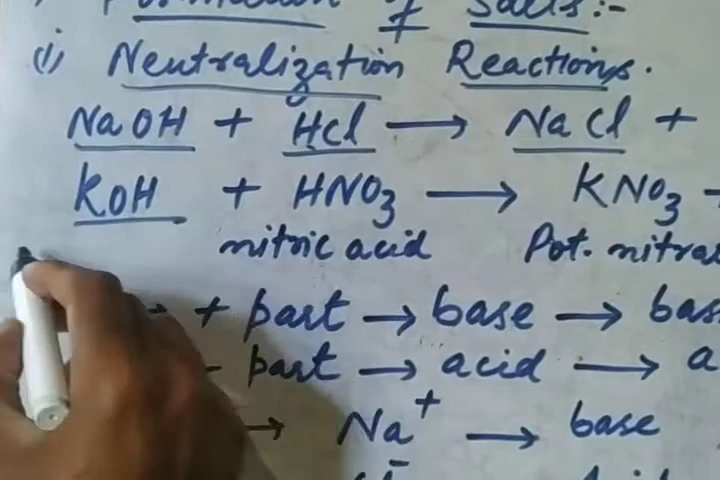 of Salts:-
(i) Neutralization Reactions.
NaOH + HCl → NaCl +
KOH + HNO3 → KNO3 +
nitric acid Pot. nitra
→ + part → base → bas
- part → acid → a
→ Na+ → base